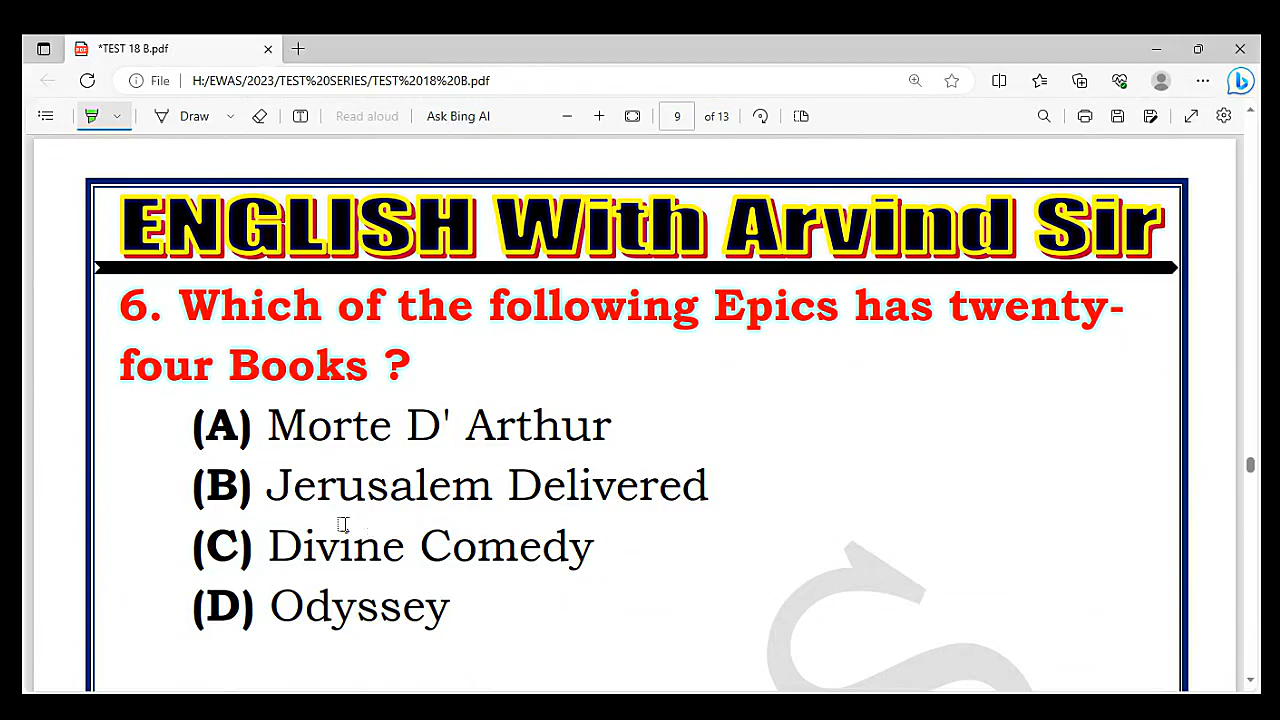 *TEST 18 B.pdf
File H:/EWAS/2023/TEST%20SERIES/TEST%2018%20B.pdf
Draw Read aloud Ask Bing AI 9 of 13
ENGLISH With Arvind Sir
6. Which of the following Epics has twenty-
four Books ?
(A) Morte D' Arthur
(B) Jerusalem Delivered
(C) Divine Comedy
(D) Odyssey